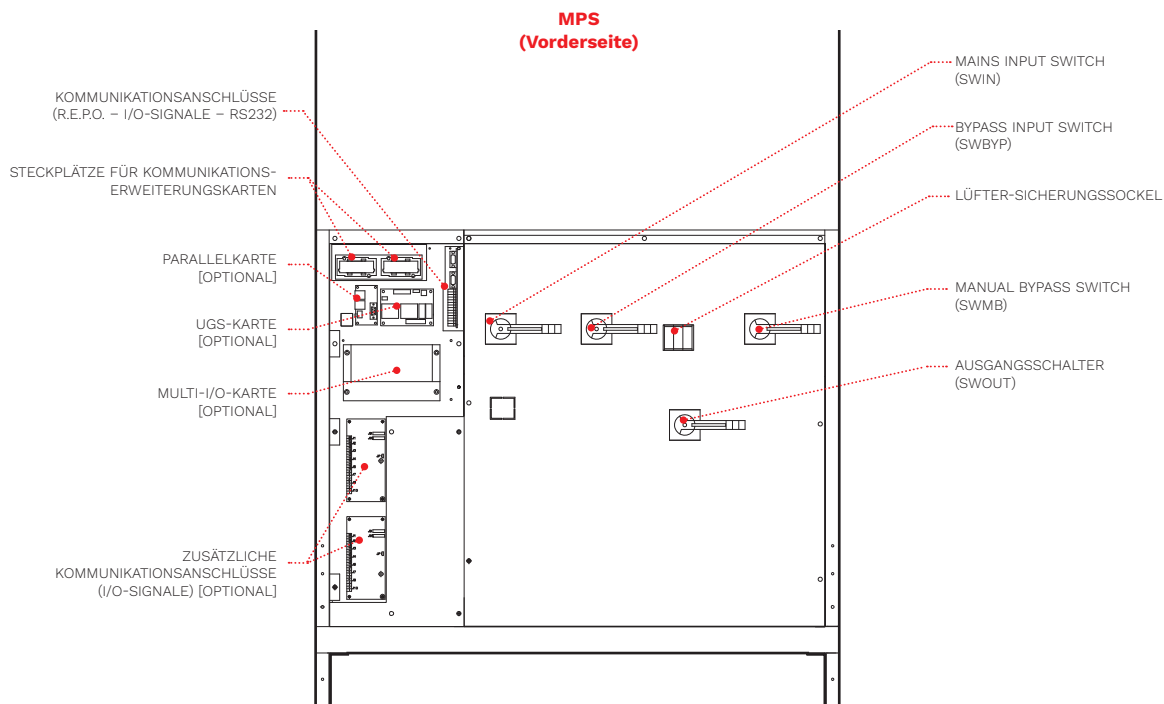 MPS
(Vorderseite)
KOMMUNIKATIONSANSCHLÜSSE
(R.E.P.O. – I/O-SIGNALE – RS232)
STECKPLÄTZE FÜR KOMMUNIKATIONS-
ERWEITERUNGSKARTEN
PARALLELKARTE
[OPTIONAL]
UGS-KARTE
[OPTIONAL]
MULTI-I/O-KARTE
[OPTIONAL]
ZUSÄTZLICHE
KOMMUNIKATIONSANSCHLÜSSE
(I/O-SIGNALE) [OPTIONAL]
MAINS INPUT SWITCH
(SWIN)
BYPASS INPUT SWITCH
(SWBYP)
LÜFTER-SICHERUNGSSOCKEL
MANUAL BYPASS SWITCH
(SWMB)
AUSGANGSSCHALTER
(SWOUT)